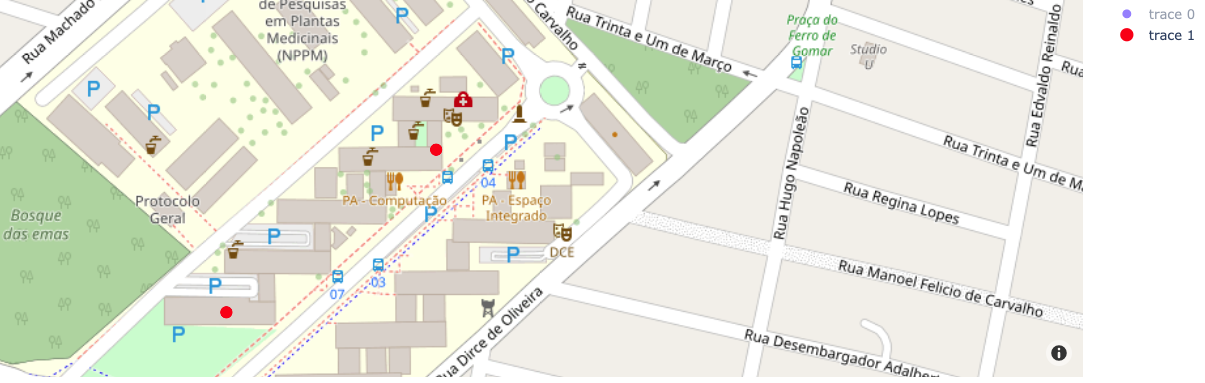 Rua Machado
de Pesquisas
em Plantas
Medicinais
(NPPM)
P
P
P
P
P
P
Carvalho
Rua Trinta e Um de Março
Praça do
Ferro de
Gomar
Studio
U
Rua
Rua Edvaldo Reinaldo
Rua Hugo Napoleão
Rua Trinta e Um de M
Rua Regina Lopes
Rua Manoel Felicio de Carvalho
Rua Desembargador Adalber
Bosque
das emas
Protocolo
Geral
PA - Computação
04
PA - Espaço
Integrado
P
P
P
DCE
P
P
07
03
Rua Dirce de Oliveira
trace 0
trace 1